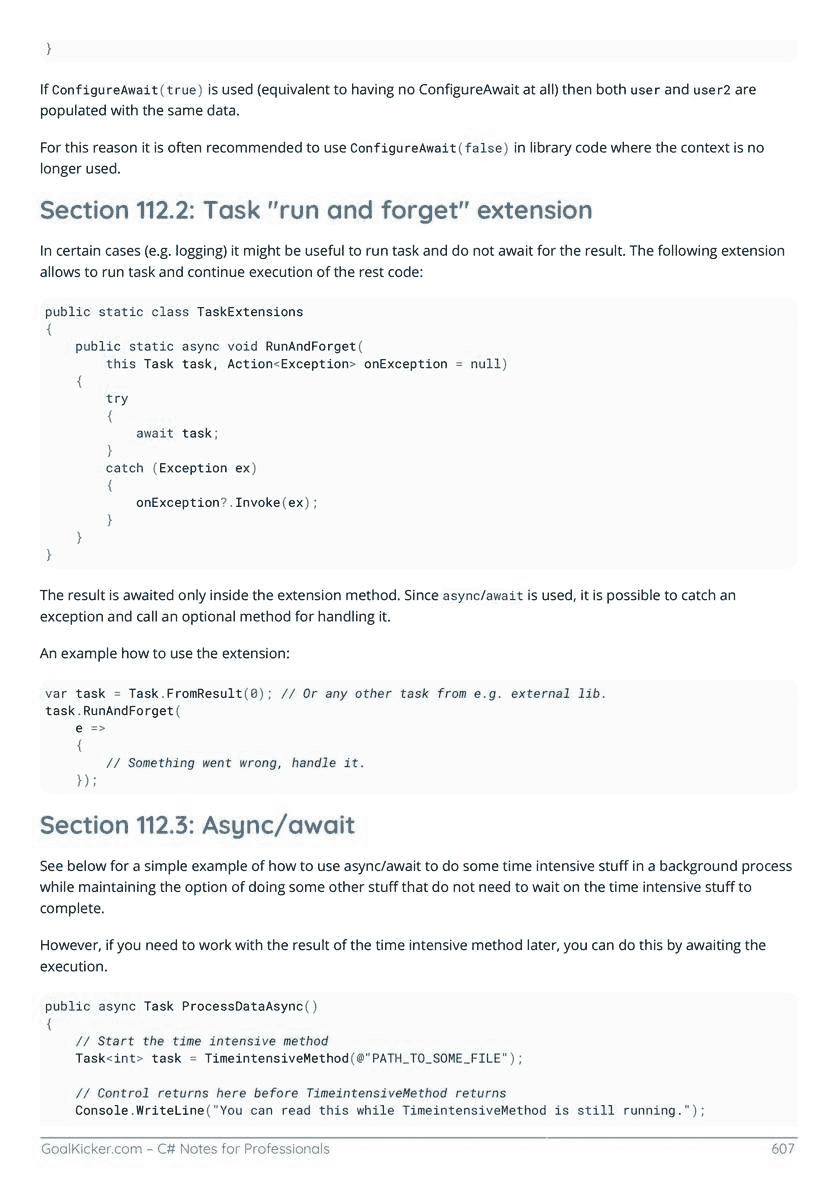 }
If ConfigureAwait(true) is used (equivalent to having no ConfigureAwait at all) then both user and user2 are
populated with the same data.
For this reason it is often recommended to use ConfigureAwait(false) in library code where the context is no
longer used.
Section 112.2: Task "run and forget" extension
In certain cases (e.g. logging) it might be useful to run task and do not await for the result. The following extension
allows to run task and continue execution of the rest code:
public static class TaskExtensions
{
    public static async void RunAndForget(
        this Task task, Action<Exception> onException = null)
    {
        try
        {
            await task;
        }
        catch (Exception ex)
        {
            onException?.Invoke(ex);
        }
    }
}
The result is awaited only inside the extension method. Since async/await is used, it is possible to catch an
exception and call an optional method for handling it.
An example how to use the extension:
var task = Task.FromResult(0); // Or any other task from e.g. external lib.
task.RunAndForget(
    e =>
    {
        // Something went wrong, handle it.
    });
Section 112.3: Async/await
See below for a simple example of how to use async/await to do some time intensive stuff in a background process
while maintaining the option of doing some other stuff that do not need to wait on the time intensive stuff to
complete.
However, if you need to work with the result of the time intensive method later, you can do this by awaiting the
execution.
public async Task ProcessDataAsync()
{
    // Start the time intensive method
    Task<int> task = TimeintensiveMethod(@"PATH_TO_SOME_FILE");
    // Control returns here before TimeintensiveMethod returns
    Console.WriteLine("You can read this while TimeintensiveMethod is still running.");
GoalKicker.com – C# Notes for Professionals 607